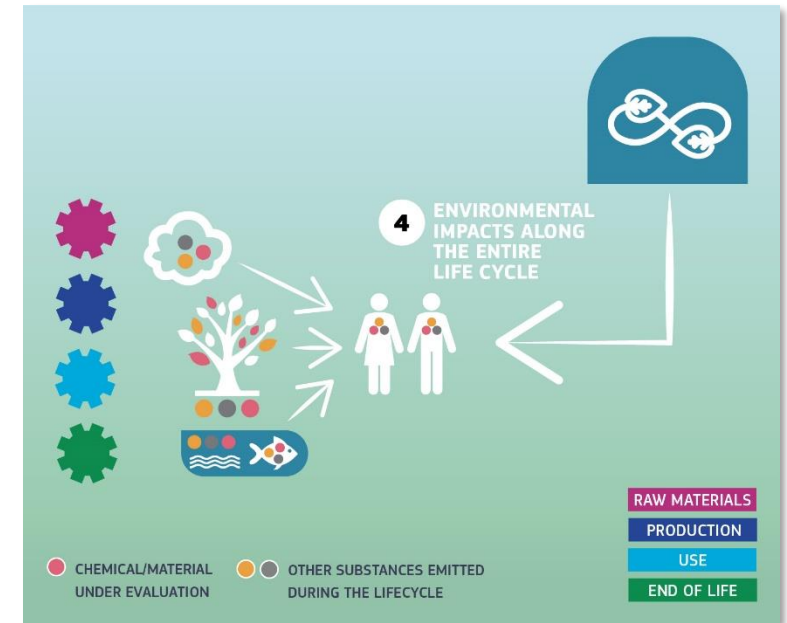 4
ENVIRONMENTAL
IMPACTS ALONG
THE ENTIRE
LIFE CYCLE
RAW MATERIALS
PRODUCTION
USE
END OF LIFE
CHEMICAL/MATERIAL
UNDER EVALUATION
OTHER SUBSTANCES EMITTED
DURING THE LIFECYCLE